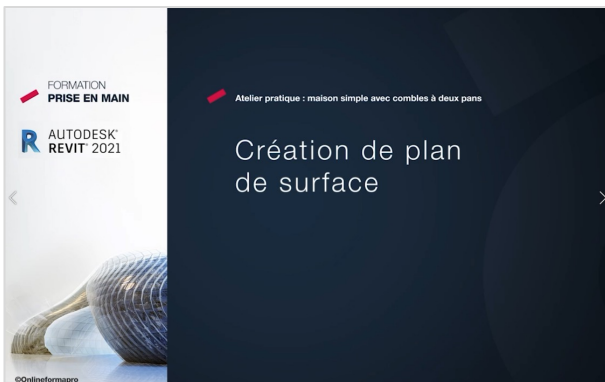 FORMATION
PRISE EN MAIN
R AUTODESK®
REVIT® 2021
Atelier pratique : maison simple avec combles à deux pans
Création de plan
de surface
©Onlineformapro